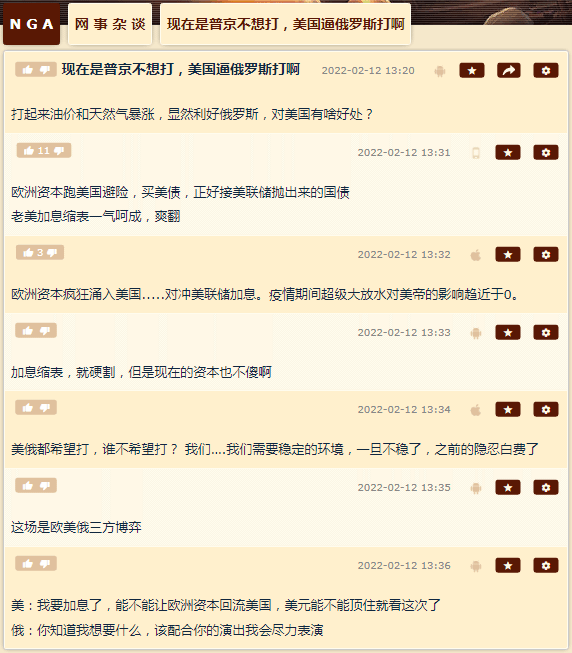 NGA 网事杂谈 现在是普京不想打，美国逼俄罗斯打啊
现在是普京不想打，美国逼俄罗斯打啊 2022-02-12 13:20
打起来油价和天然气暴涨，显然利好俄罗斯，对美国有啥好处？
11 2022-02-12 13:31
欧洲资本跑美国避险，买美债，正好接美联储抛出来的国债
老美加息缩表一气呵成，爽翻
3 2022-02-12 13:32
欧洲资本疯狂涌入美国.....对冲美联储加息。疫情期间超级大放水对美帝的影响趋近于0。
2022-02-12 13:33
加息缩表，就硬割，但是现在的资本也不傻啊
2022-02-12 13:34
美俄都希望打，谁不希望打？ 我们....我们需要稳定的环境，一旦不稳了，之前的隐忍白费了
2022-02-12 13:35
这场是欧美俄三方博弈
2022-02-12 13:36
美：我要加息了，能不能让欧洲资本回流美国，美元能不能顶住就看这次了
俄：你知道我想要什么，该配合你的演出我会尽力表演